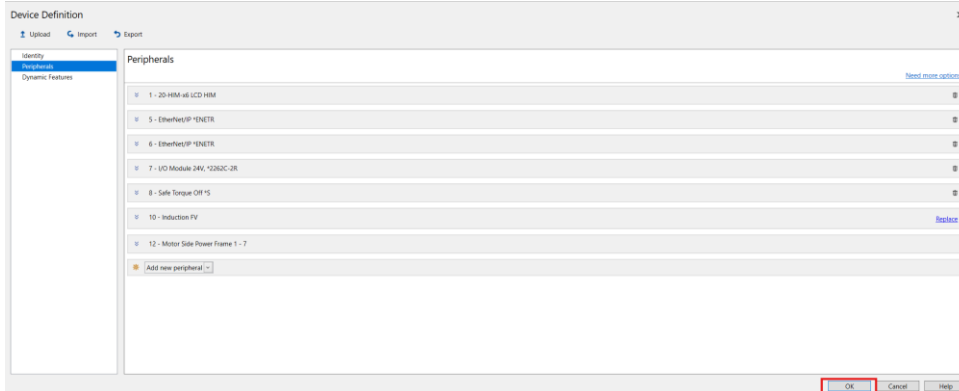 Device Definition
Upload Import Export
Identity
Peripherals
Dynamic Features
Peripherals
Need more option
1 - 20-HIM-x6 LCD HIM
5 - EtherNet/IP *ENETR
6 - EtherNet/IP *ENETR
7 - I/O Module 24V, *2262C-2R
8 - Safe Torque Off *S
10 - Induction FV
Replace
12 - Motor Side Power Frame 1 - 7
Add new peripheral
OK Cancel Help